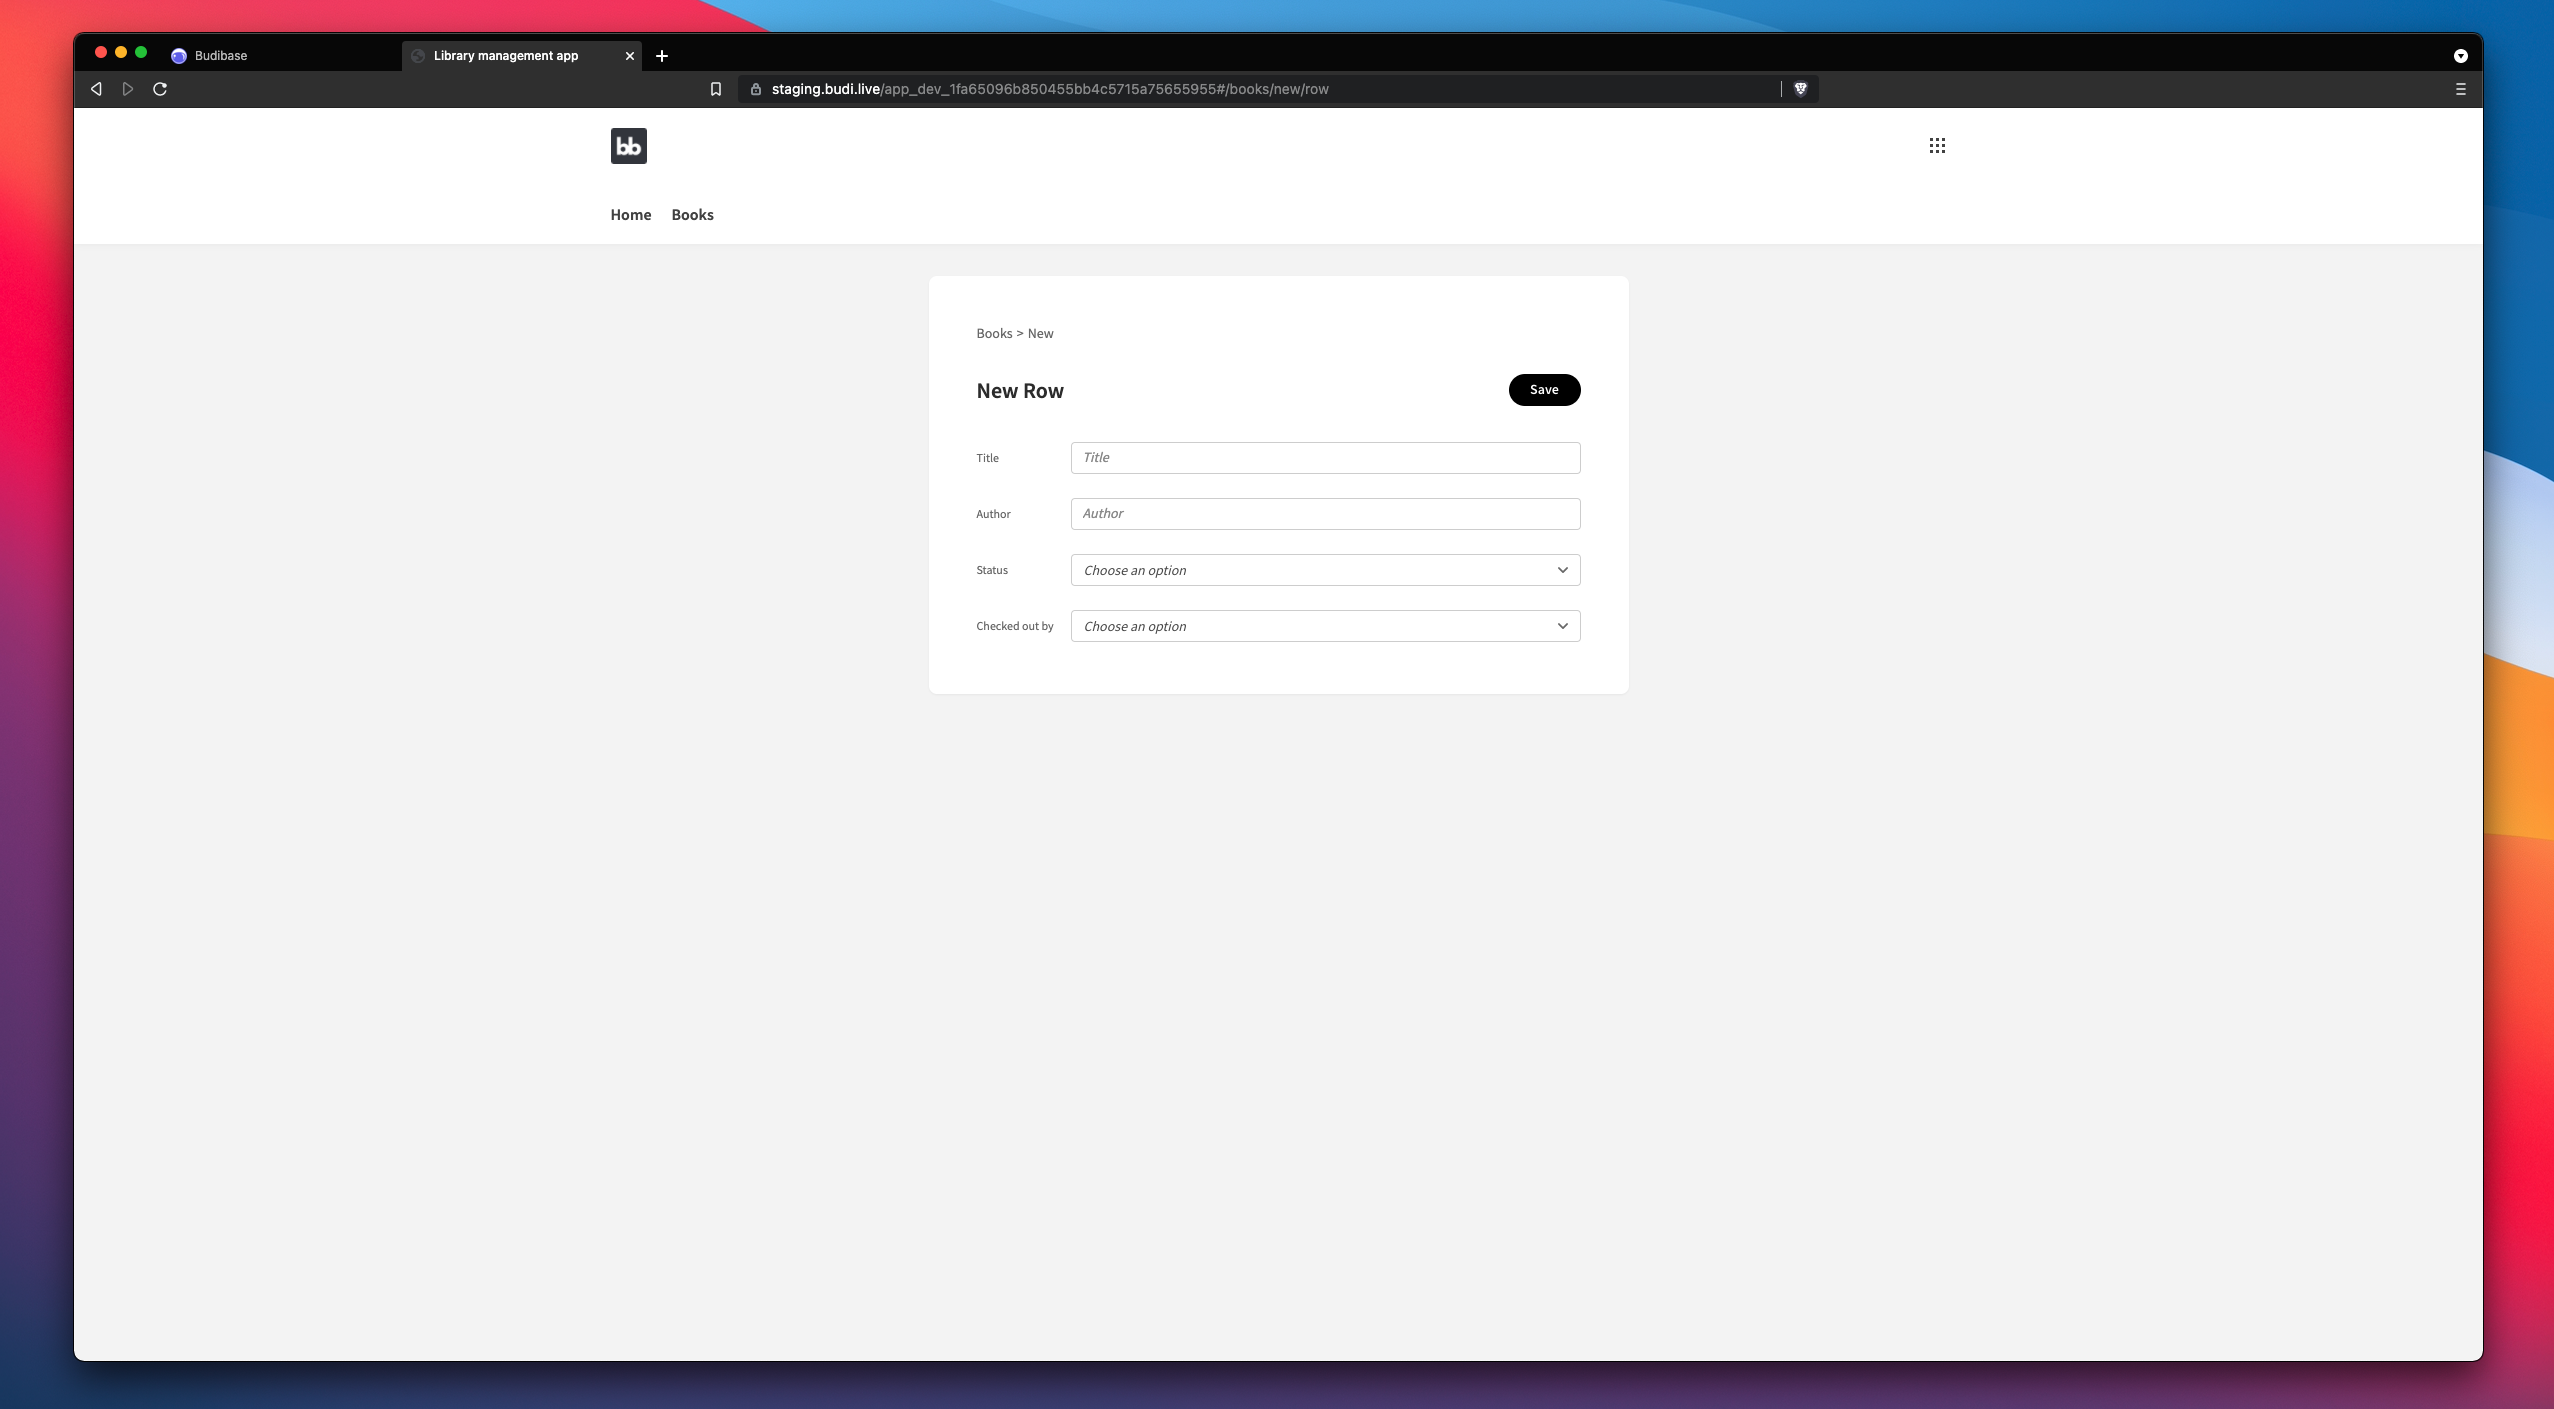 Budibase
Library management app
staging.budi.live/app_dev_1fa65096b850455bb4c5715a75655955#/books/new/row
bb
Home Books
Books > New
New Row
Save
Title
Title
Author
Author
Status
Choose an option
Checked out by
Choose an option